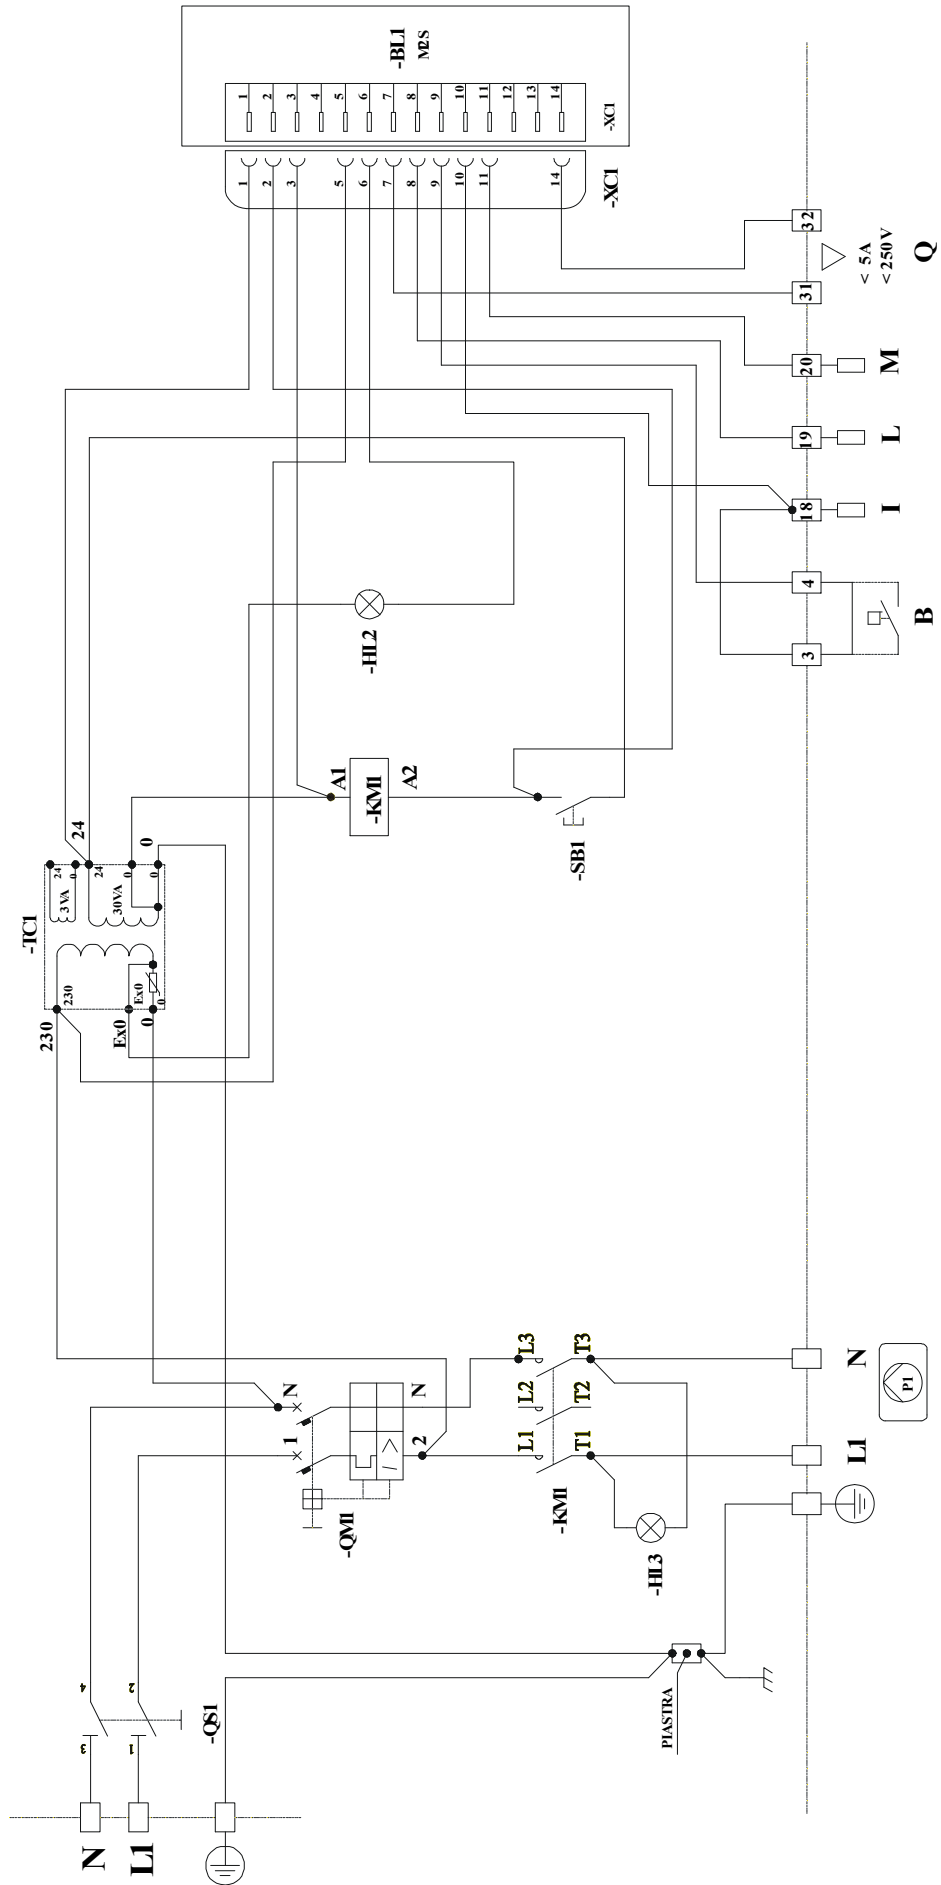 -BL1
M2S
1 2 3 4 5 6 7 8 9 10 11 12 13 14
-XC1
1 2 3 5 6 7 8 9 10 11 14
-XC1
-TC1
230
230
Ex0
Ex0
0
0
3 VA
24
0
30VA
24
0
0
24
0
-HL2
A1
-KM1
A2
-SB1
32
31
20
19
18
4
3
< 5 A
< 250 V
Q
M
L
I
B
N
L1
3
4
1
2
-QS1
1
N
-QM1
I >
2
N
L1
L2
L3
-KM1
T1
T2
T3
-HL3
PIASTRA
L1
N
P1